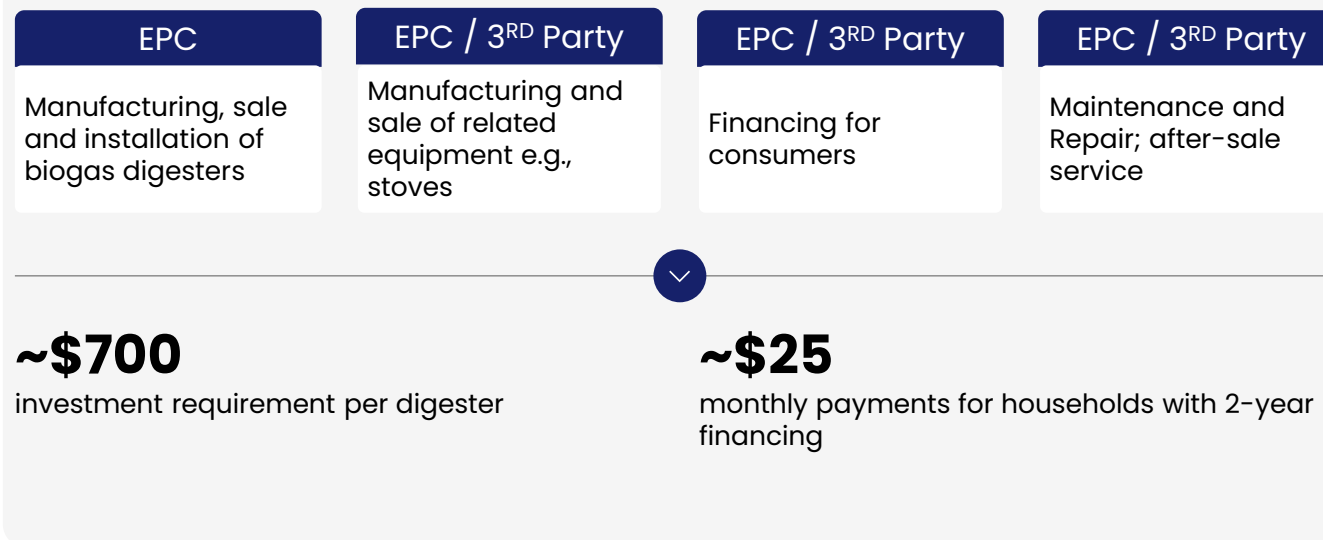 EPC
Manufacturing, sale
and installation of
biogas digesters
EPC / 3RD Party
Manufacturing and
sale of related
equipment e.g.,
stoves
EPC / 3RD Party
Financing for
consumers
EPC / 3RD Party
Maintenance and
Repair; after-sale
service
~$700
investment requirement per digester
~$25
monthly payments for households with 2-year
financing